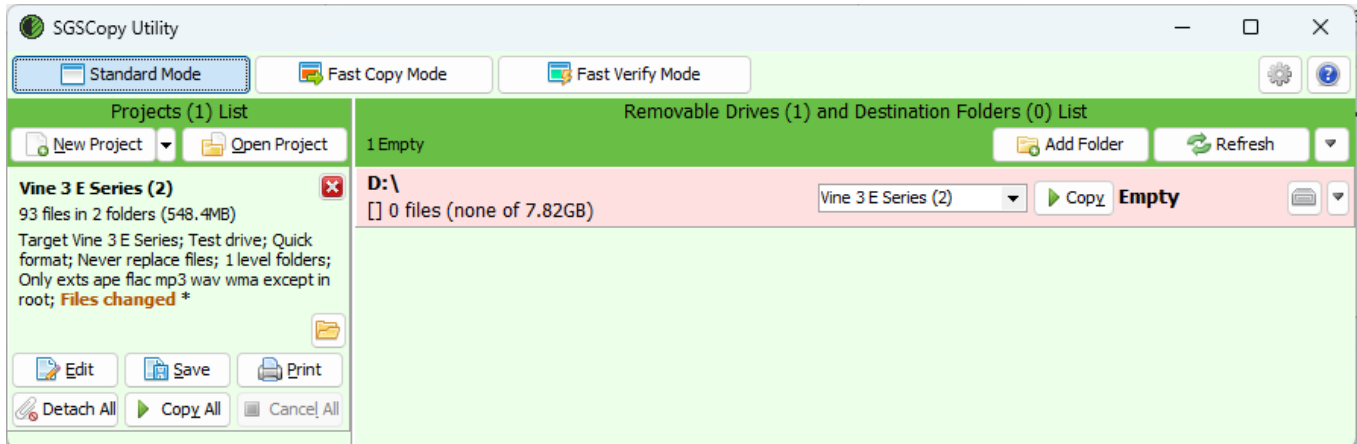 SGSCopy Utility
Standard Mode
Fast Copy Mode
Fast Verify Mode
Projects (1) List
Removable Drives (1) and Destination Folders (0) List
New Project
Open Project
1 Empty
Add Folder
Refresh
Vine 3 E Series (2)
93 files in 2 folders (548.4MB)
Target Vine 3 E Series; Test drive; Quick
format; Never replace files; 1 level folders;
Only exts ape flac mp3 wav wma except in
root; Files changed *
Edit
Save
Print
Detach All
Copy All
Cancel All
D:\
[] 0 files (none of 7.82GB)
Vine 3 E Series (2)
Copy
Empty